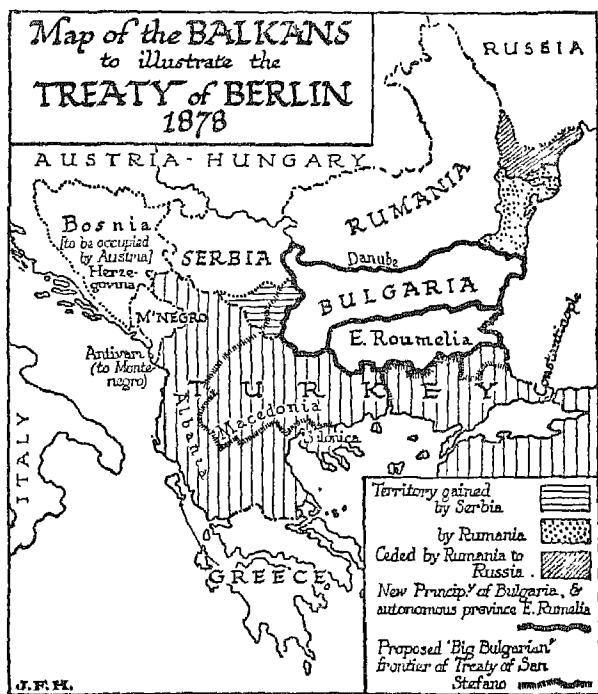 Map of the BALKANS
to illustrate the
TREATY of BERLIN
1878
RUSSIA
AUSTRIA-HUNGARY
RUMANIA
Bosnia
[to be occupied
by Austria]
Herze-
govina
SERBIA
Danube
BULGARIA
M'NEGRO
E. Roumelia
Antivari
(to Monte-
negro)
Constantinople
TURKEY
Albania
Macedonia
ITALY
GREECE
Territory gained
by Serbia
by Rumania
Ceded by Rumania to
Russia.
New Princip.y of Bulgaria, &
autonomous province E. Rumelia
Proposed "Big Bulgarian"
frontier of Treaty of San
Stefano
J.F.H.